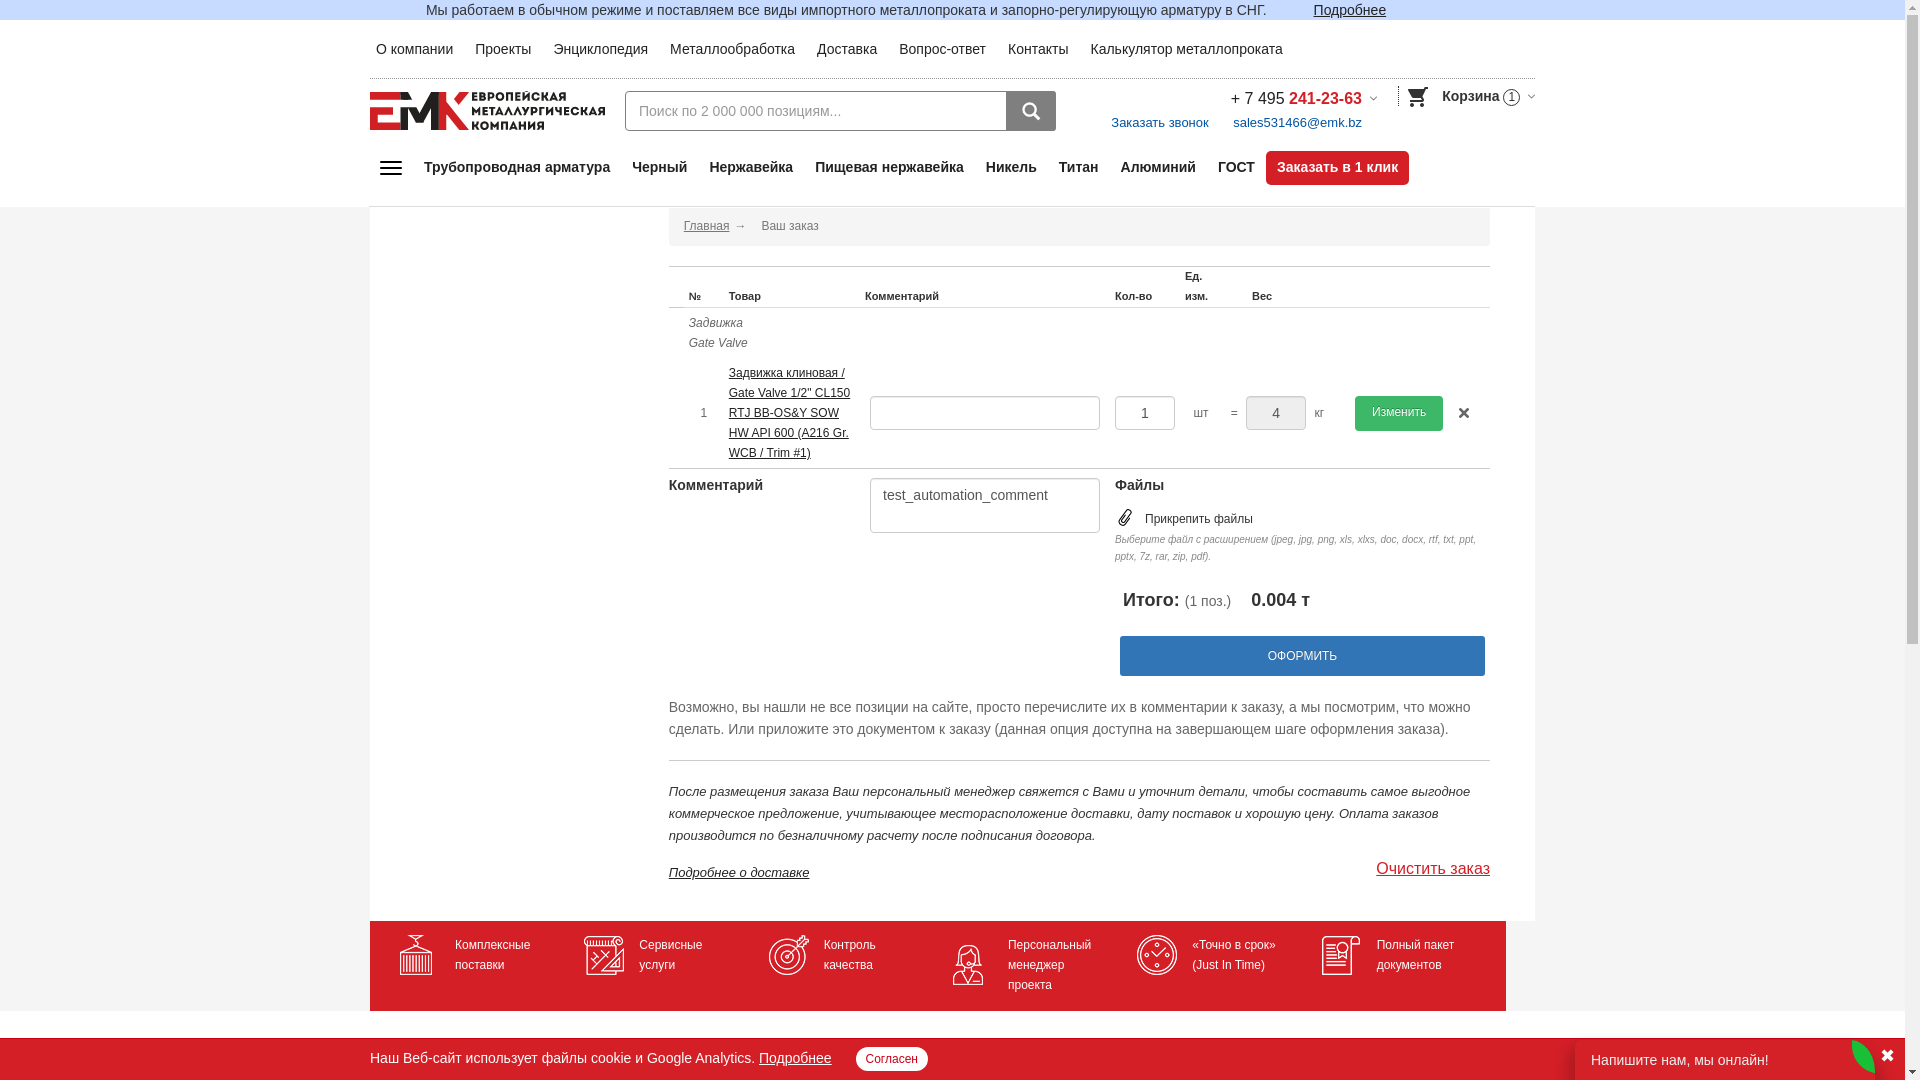 Мы работаем в обычном режиме и поставляем все виды импортного металлопроката и запорно-регулирующую арматуру в СНГ. Подробнее
О компании Проекты Энциклопедия Металлообработка Доставка Вопрос-ответ Контакты Калькулятор металлопроката
ЕМК ЕВРОПЕЙСКАЯ
МЕТАЛЛУРГИЧЕСКАЯ
КОМПАНИЯ
Поиск по 2 000 000 позициям...
+ 7 495 241-23-63
Корзина 1
Заказать звонок sales531466@emk.bz
Трубопроводная арматура Черный Нержавейка Пищевая нержавейка Никель Титан Алюминий ГОСТ Заказать в 1 клик
Главная → Ваш заказ
№ Товар Комментарий Кол-во Ед. изм. Вес
Задвижка
Gate Valve
1
Задвижка клиновая /
Gate Valve 1/2" CL150
RTJ BB-OS&Y SOW
HW API 600 (A216 Gr.
WCB / Trim #1)
1 шт = 4 кг Изменить
Комментарий
test_automation_comment
Файлы
Прикрепить файлы
Выберите файл с расширением (jpeg, jpg, png, xls, xlxs, doc, docx, rtf, txt, ppt,
pptx, 7z, rar, zip, pdf).
Итого: (1 поз.) 0.004 т
ОФОРМИТЬ
Возможно, вы нашли не все позиции на сайте, просто перечислите их в комментарии к заказу, а мы посмотрим, что можно
сделать. Или приложите это документом к заказу (данная опция доступна на завершающем шаге оформления заказа).
После размещения заказа Ваш персональный менеджер свяжется с Вами и уточнит детали, чтобы составить самое выгодное
коммерческое предложение, учитывающее месторасположение доставки, дату поставок и хорошую цену. Оплата заказов
производится по безналичному расчету после подписания договора.
Подробнее о доставке
Очистить заказ
Комплексные
поставки
Сервисные
услуги
Контроль
качества
Персональный
менеджер
проекта
«Точно в срок»
(Just In Time)
Полный пакет
документов
Наш Веб-сайт использует файлы cookie и Google Analytics. Подробнее Согласен
Напишите нам, мы онлайн!